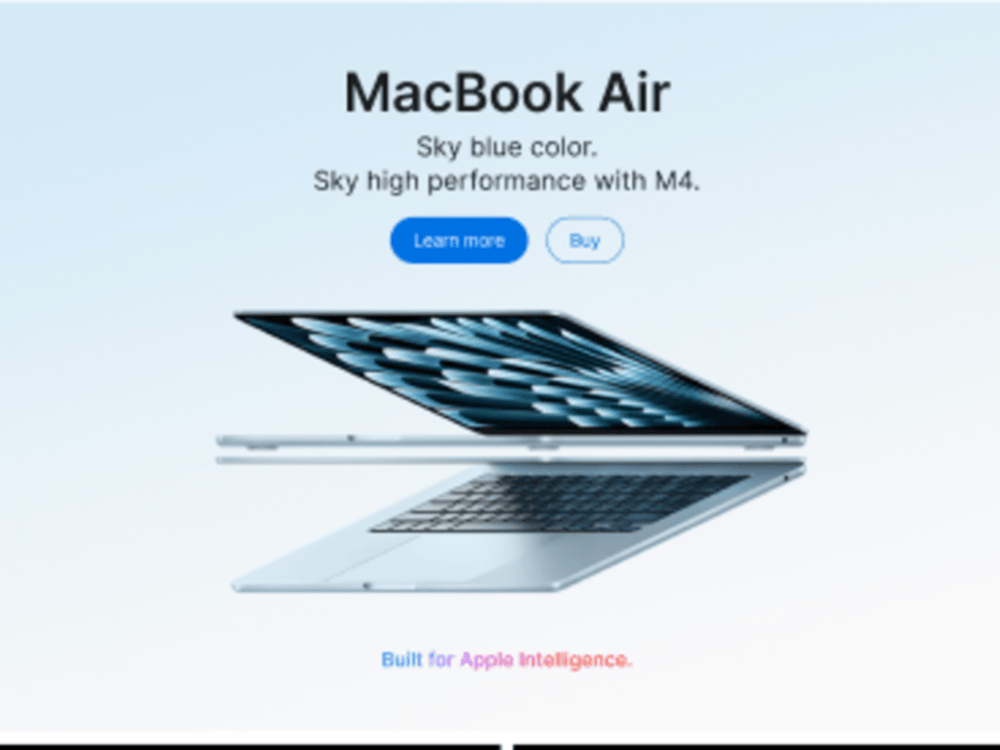 MacBook Air
Sky blue color.
Sky high performance with M4.
Learn more Buy
Built for Apple Intelligence.